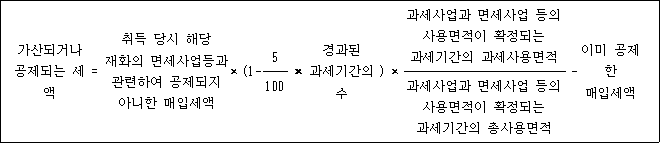 가산되거나
공제되는 세
액
=
취득 당시 해당
재화의 면세사업등과
관련하여 공제되지
아니한 매입세액
×
(1-
5
100
×
경과된
과세기간의
수
)
×
과세사업과 면세사업 등의
사용면적이 확정되는
과세기간의 과세사용면적
과세사업과 면세사업 등의
사용면적이 확정되는
과세기간의 총사용면적
-
이미 공제
한
매입세액